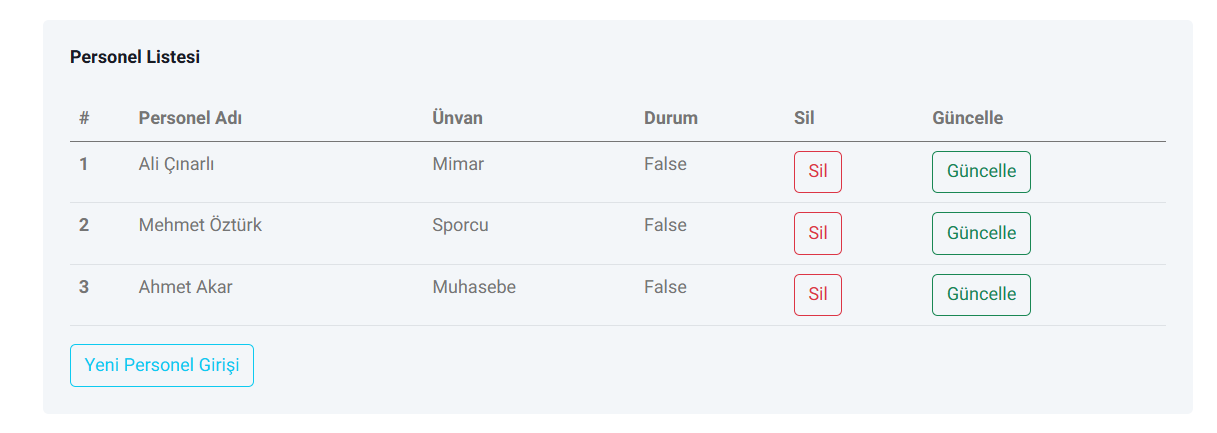 Personel Listesi
# Personel Adı Ünvan Durum Sil Güncelle
1 Ali Çınarlı Mimar False Sil Güncelle
2 Mehmet Öztürk Sporcu False Sil Güncelle
3 Ahmet Akar Muhasebe False Sil Güncelle
Yeni Personel Girişi